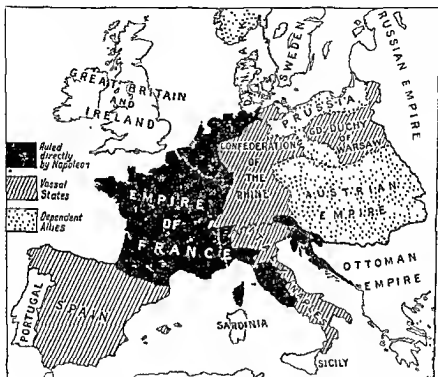 GREAT BRITAIN
AND
IRELAND
DENMARK
SWEDEN
RUSSIAN EMPIRE
PRUSSIA
GD. DUCHY
OF
WARSAW
CONFEDERATION
OF
THE
RHINE
AUSTRIAN
EMPIRE
EMPIRE
OF
FRANCE
OTTOMAN
EMPIRE
PORTUGAL
SPAIN
SARDINIA
SICILY
Ruled
directly
by Napoleon
Vassal
States
Dependent
Allies